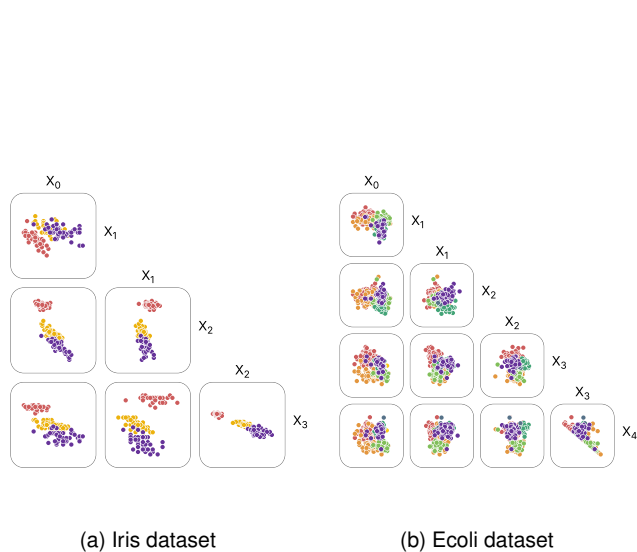 X0
X1
X1
X2
X2
X3
(a) Iris dataset
X0
X1
X1
X2
X2
X3
X3
X4
(b) Ecoli dataset